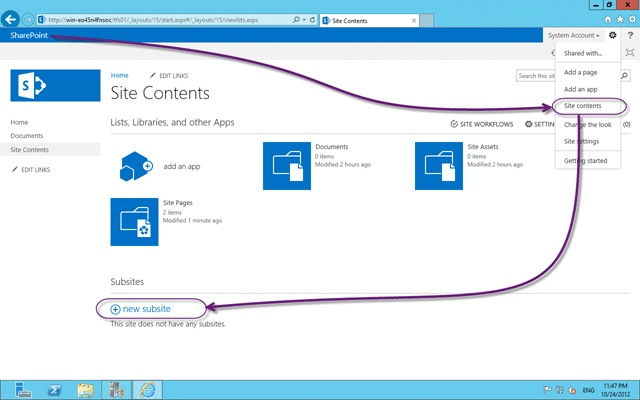 http://win-eo45n4fnsoc/tfs01/_layouts/15/start.aspx#/_layouts/15/viewlsts.aspx
Site Contents
SharePoint
System Account
?
Shared with...
Add a page
Add an app
Site contents
Change the look
Site settings
Getting started
Home
EDIT LINKS
Search this
Site Contents
Home
Documents
Site Contents
EDIT LINKS
Lists, Libraries, and other Apps
SITE WORKFLOWS
(0)
add an app
Documents
0 items
Modified 2 hours ago
Site Assets
0 items
Modified 2 hours ago
Site Pages
2 items
Modified 1 minute ago
Subsites
new subsite
This site does not have any subsites.
ENG
11:47 PM
10/24/2012